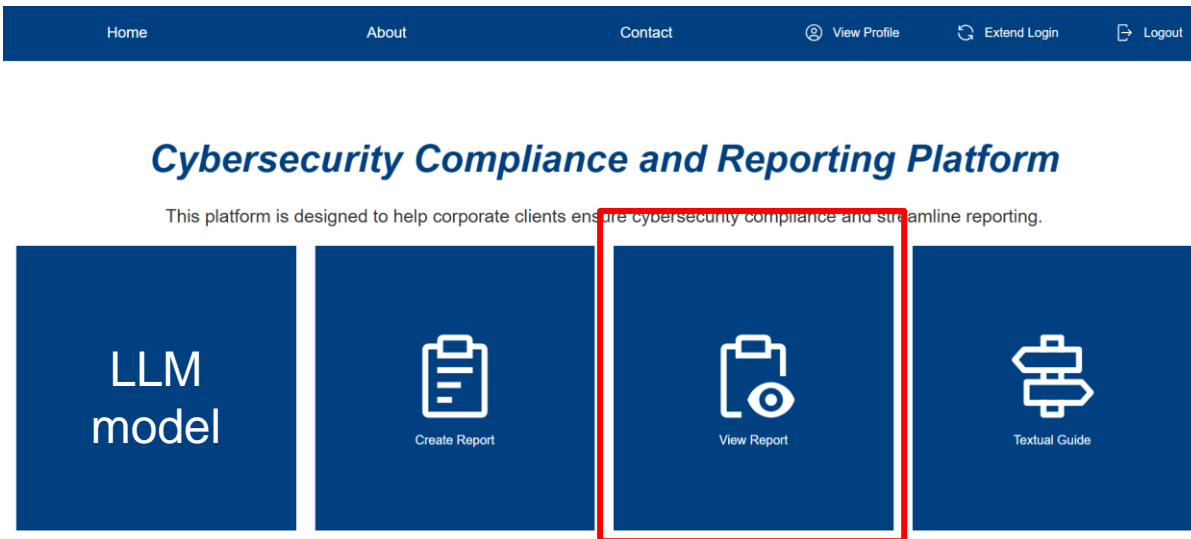 Home About Contact View Profile Extend Login Logout
Cybersecurity Compliance and Reporting Platform
This platform is designed to help corporate clients ensure cybersecurity compliance and streamline reporting.
LLM
model
Create Report View Report Textual Guide